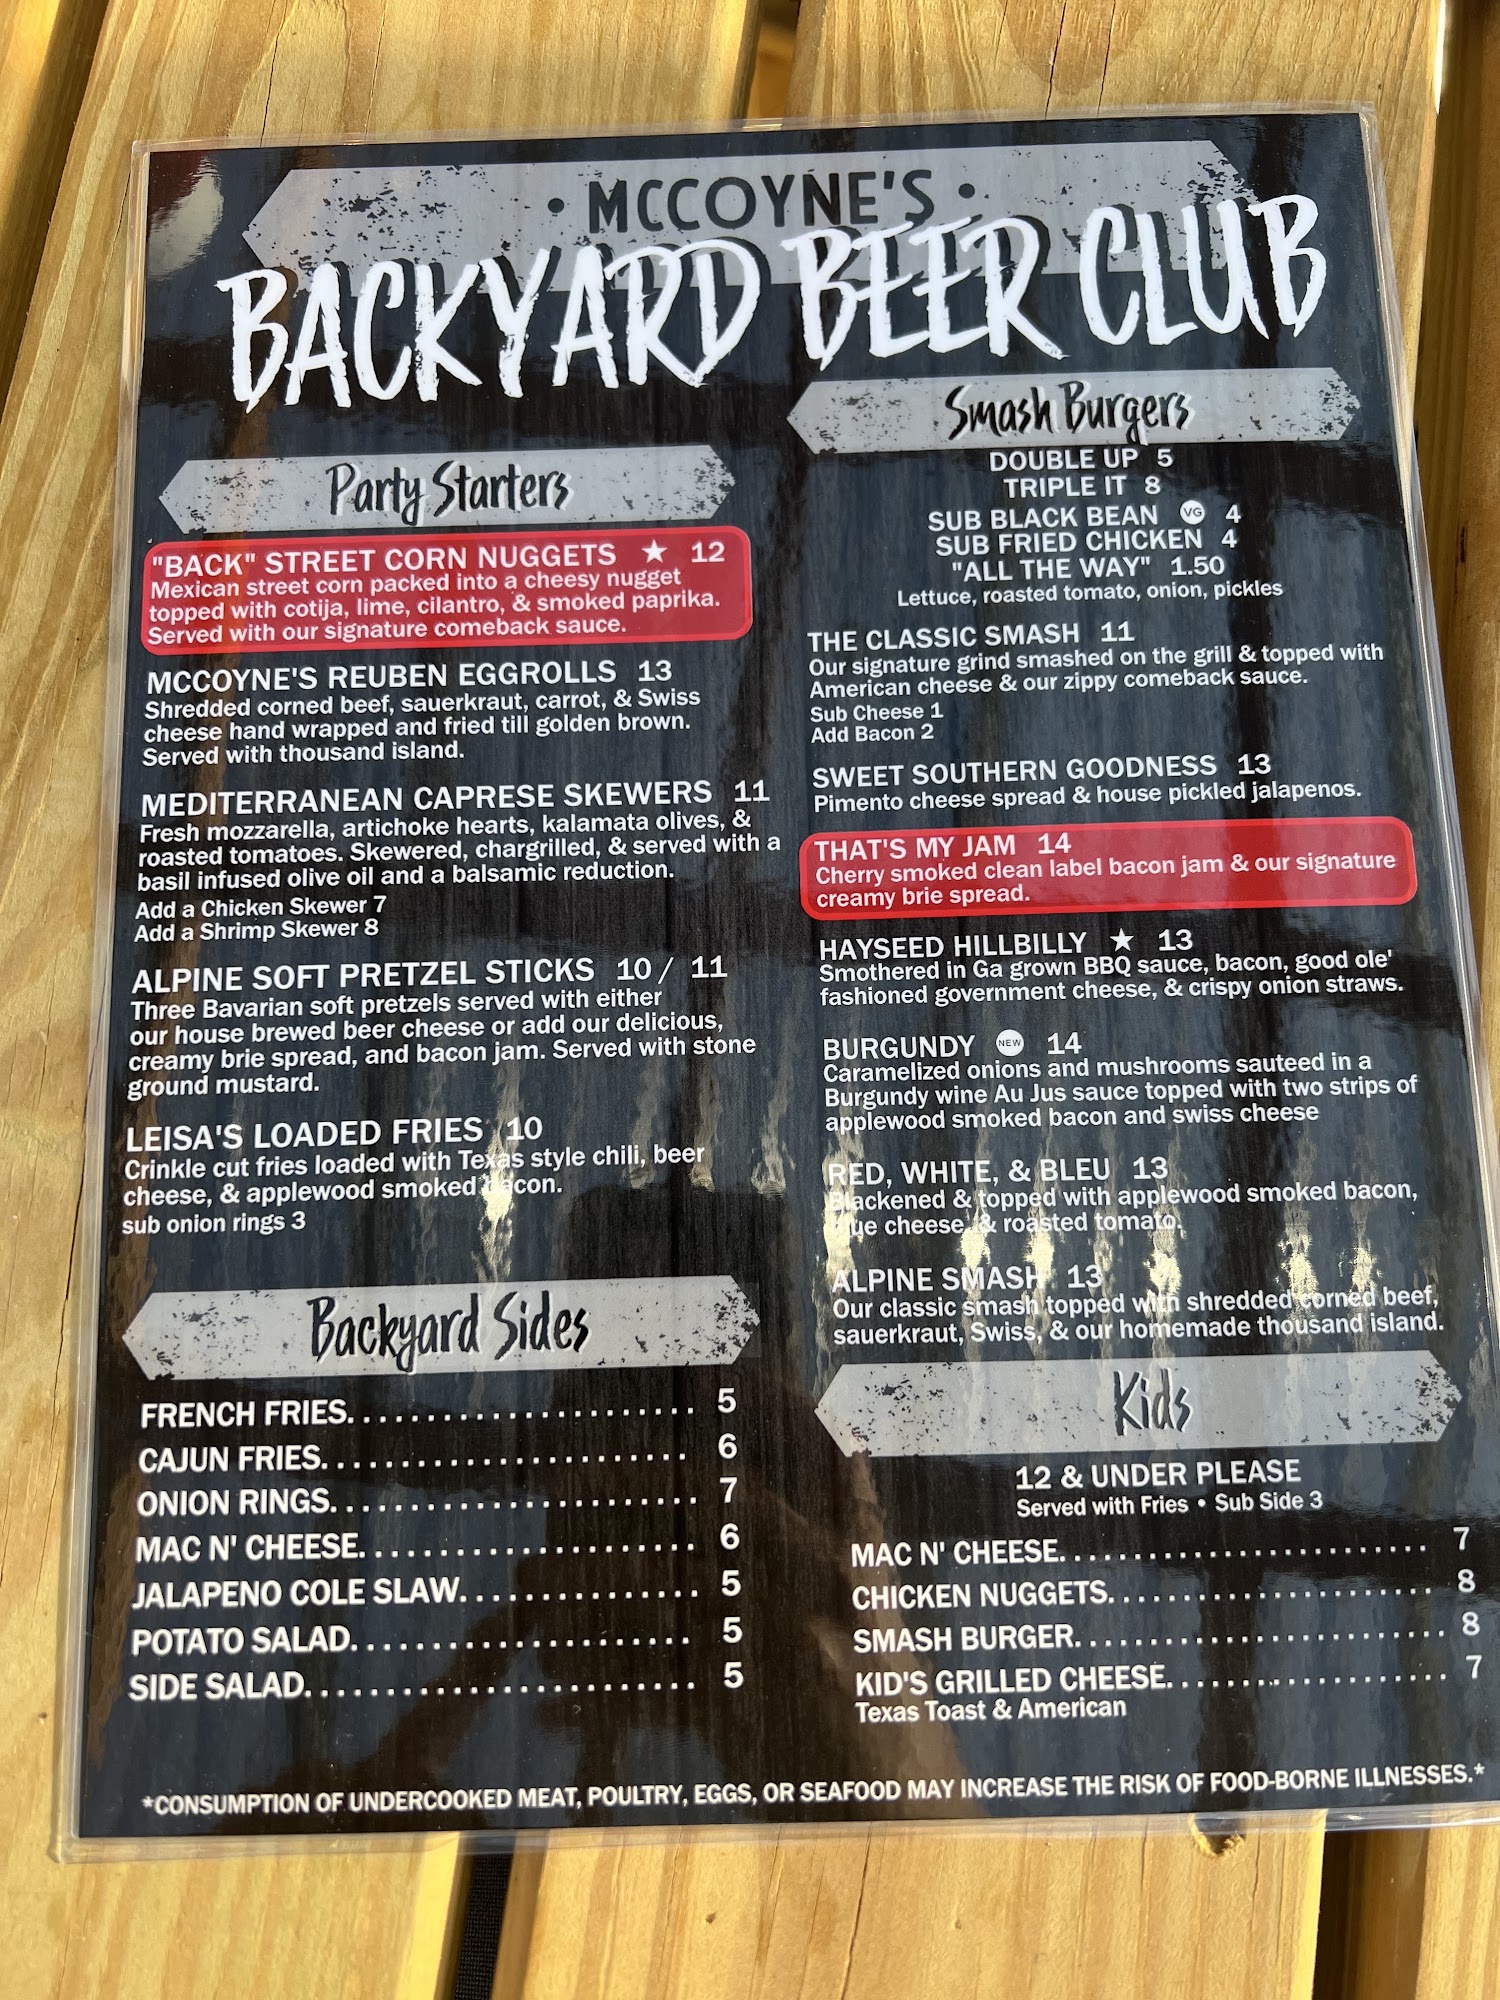 • MCCOYNE'S •
BACKYARD BEER CLUB
Party Starters
"BACK" STREET CORN NUGGETS ★ 12
Mexican street corn packed into a cheesy nugget
topped with cotija, lime, cilantro, & smoked paprika.
Served with our signature comeback sauce.
MCCOYNE'S REUBEN EGGROLLS 13
Shredded corned beef, sauerkraut, carrot, & Swiss
cheese hand wrapped and fried till golden brown.
Served with thousand island.
MEDITERRANEAN CAPRESE SKEWERS 11
Fresh mozzarella, artichoke hearts, kalamata olives, &
roasted tomatoes. Skewered, chargrilled, & served with a
basil infused olive oil and a balsamic reduction.
Add a Chicken Skewer 7
Add a Shrimp Skewer 8
ALPINE SOFT PRETZEL STICKS 10 / 11
Three Bavarian soft pretzels served with either
our house brewed beer cheese or add our delicious,
creamy brie spread, and bacon jam. Served with stone
ground mustard.
LEISA'S LOADED FRIES 10
Crinkle cut fries loaded with Texas style chili, beer
cheese, & applewood smoked bacon.
sub onion rings 3
Backyard Sides
FRENCH FRIES. . . . . . . . . . . . . . . . . . . . . . . 5
CAJUN FRIES. . . . . . . . . . . . . . . . . . . . . . . . 6
ONION RINGS. . . . . . . . . . . . . . . . . . . . . . . . 7
MAC N' CHEESE. . . . . . . . . . . . . . . . . . . . . . 6
JALAPENO COLE SLAW. . . . . . . . . . . . . . . . 5
POTATO SALAD. . . . . . . . . . . . . . . . . . . . . . 5
SIDE SALAD. . . . . . . . . . . . . . . . . . . . . . . . . 5
Smash Burgers
DOUBLE UP 5
TRIPLE IT 8
SUB BLACK BEAN VG 4
SUB FRIED CHICKEN 4
"ALL THE WAY" 1.50
Lettuce, roasted tomato, onion, pickles
THE CLASSIC SMASH 11
Our signature grind smashed on the grill & topped with
American cheese & our zippy comeback sauce.
Sub Cheese 1
Add Bacon 2
SWEET SOUTHERN GOODNESS 13
Pimento cheese spread & house pickled jalapenos.
THAT'S MY JAM 14
Cherry smoked clean label bacon jam & our signature
creamy brie spread.
HAYSEED HILLBILLY ★ 13
Smothered in Ga grown BBQ sauce, bacon, good ole'
fashioned government cheese, & crispy onion straws.
BURGUNDY NEW 14
Caramelized onions and mushrooms sauteed in a
Burgundy wine Au Jus sauce topped with two strips of
applewood smoked bacon and swiss cheese
RED, WHITE, & BLEU 13
Blackened & topped with applewood smoked bacon,
blue cheese, & roasted tomato.
ALPINE SMASH 13
Our classic smash topped with shredded corned beef,
sauerkraut, Swiss, & our homemade thousand island.
Kids
12 & UNDER PLEASE
Served with Fries • Sub Side 3
MAC N' CHEESE. . . . . . . . . . . . . . . . . . . . . . . . 7
CHICKEN NUGGETS. . . . . . . . . . . . . . . . . . . . . 8
SMASH BURGER. . . . . . . . . . . . . . . . . . . . . . . . 8
KID'S GRILLED CHEESE. . . . . . . . . . . . . . . . . . 7
Texas Toast & American
*CONSUMPTION OF UNDERCOOKED MEAT, POULTRY, EGGS, OR SEAFOOD MAY INCREASE THE RISK OF FOOD-BORNE ILLNESSES.*